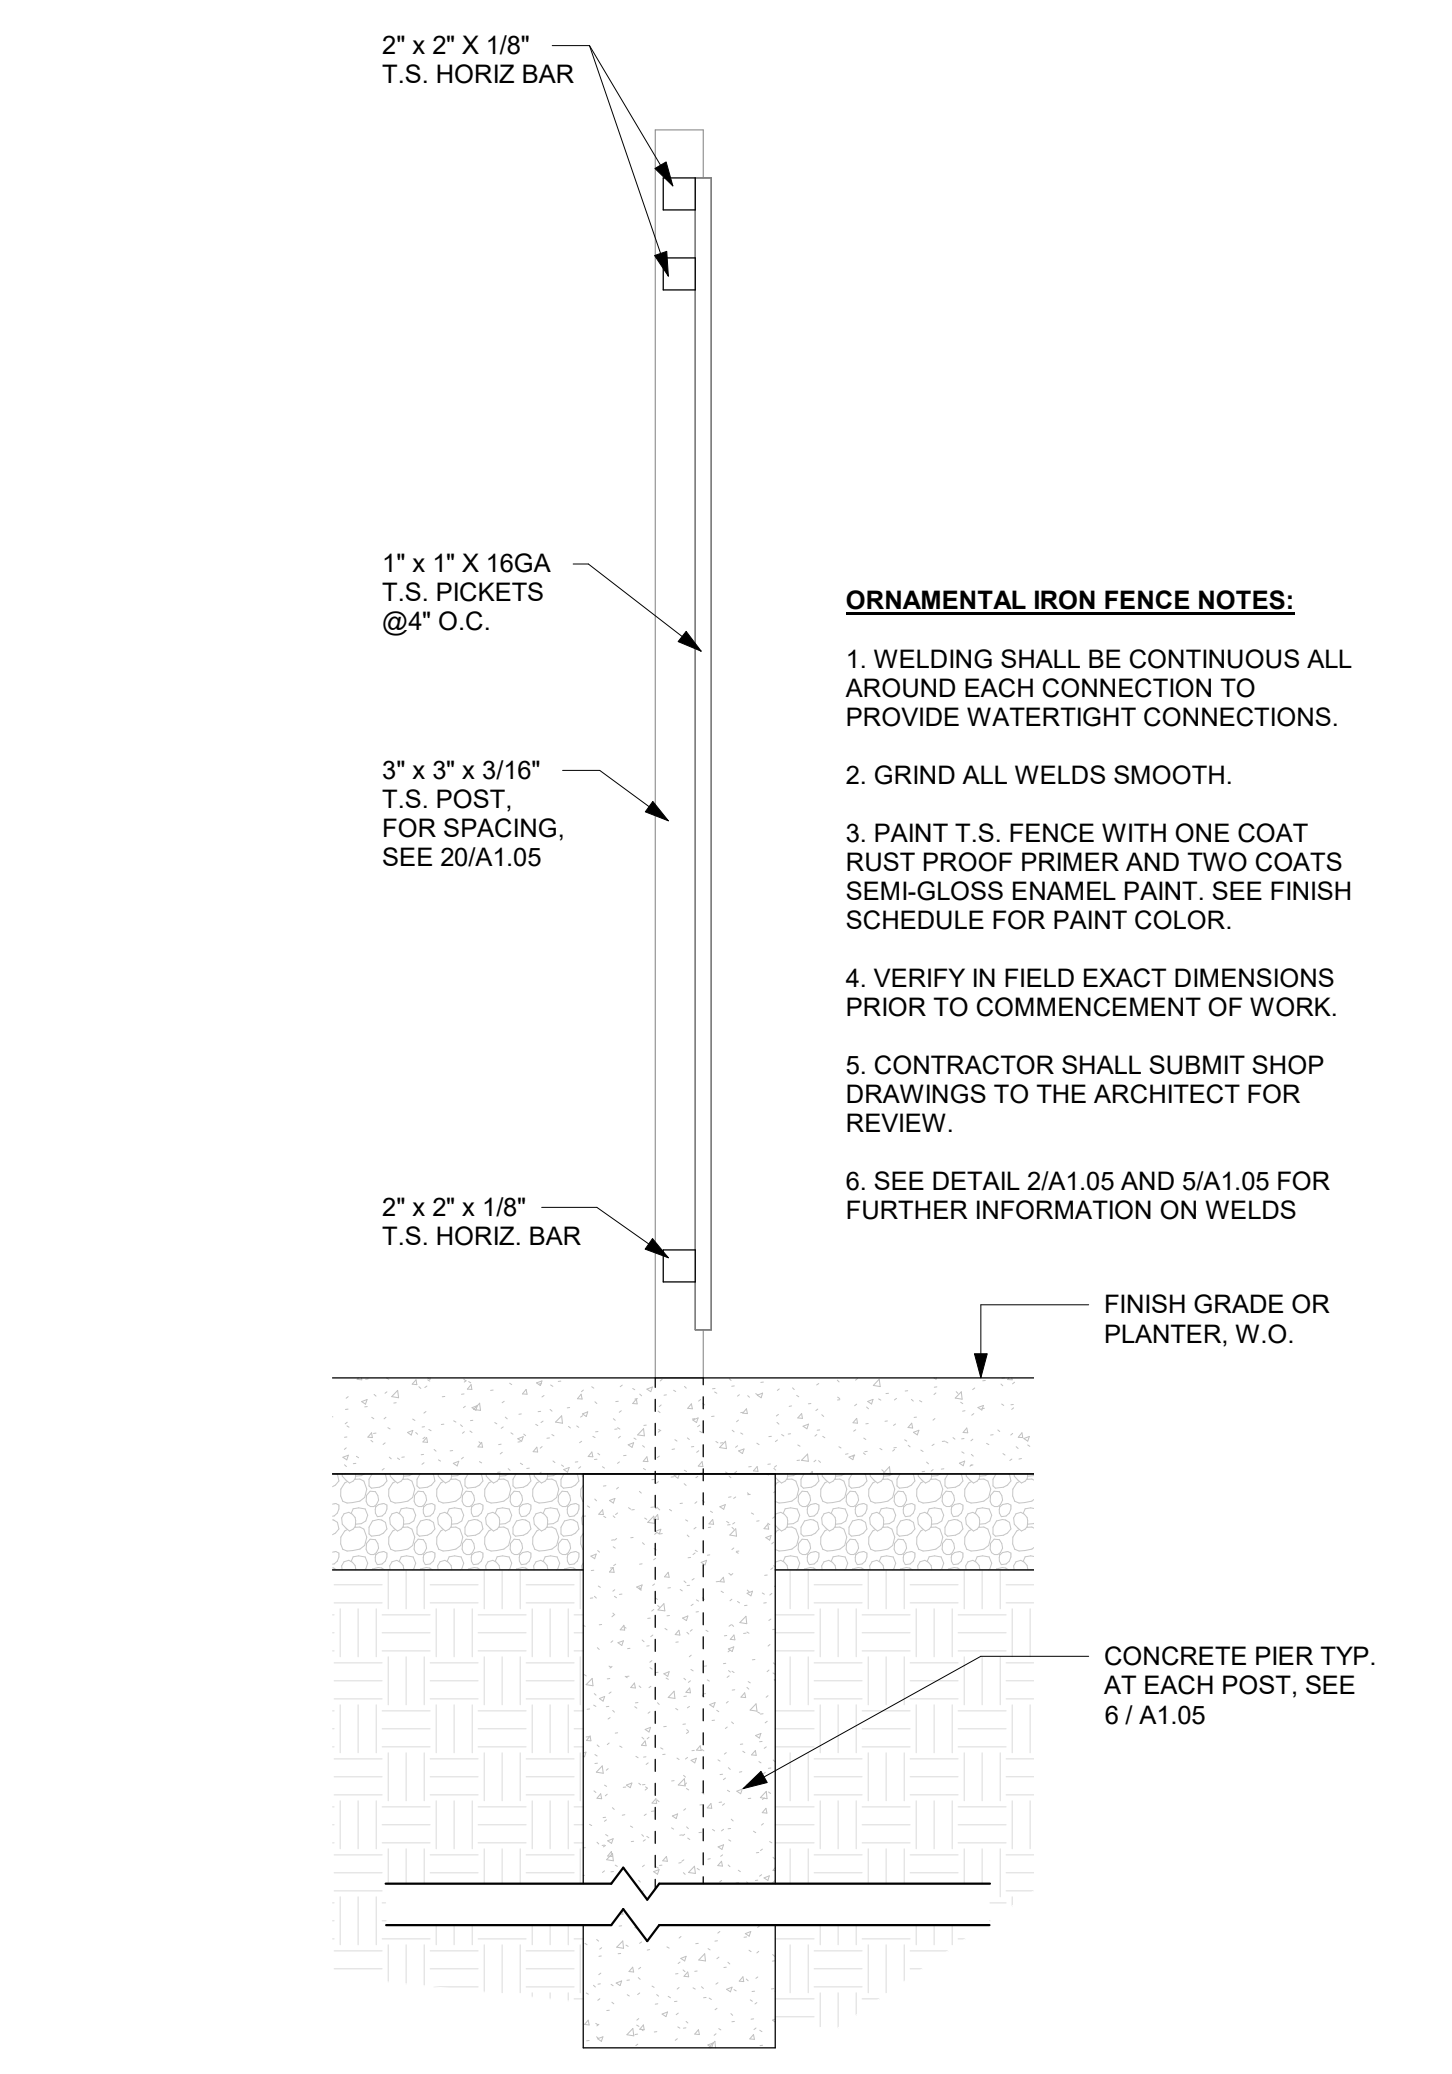 2" x 2" X 1/8"
T.S. HORIZ BAR
1" x 1" X 16GA
T.S. PICKETS
@4" O.C.
3" x 3" x 3/16"
T.S. POST,
FOR SPACING,
SEE 20/A1.05
2" x 2" x 1/8"
T.S. HORIZ. BAR
ORNAMENTAL IRON FENCE NOTES:
1. WELDING SHALL BE CONTINUOUS ALL
AROUND EACH CONNECTION TO
PROVIDE WATERTIGHT CONNECTIONS.
2. GRIND ALL WELDS SMOOTH.
3. PAINT T.S. FENCE WITH ONE COAT
RUST PROOF PRIMER AND TWO COATS
SEMI-GLOSS ENAMEL PAINT. SEE FINISH
SCHEDULE FOR PAINT COLOR.
4. VERIFY IN FIELD EXACT DIMENSIONS
PRIOR TO COMMENCEMENT OF WORK.
5. CONTRACTOR SHALL SUBMIT SHOP
DRAWINGS TO THE ARCHITECT FOR
REVIEW.
6. SEE DETAIL 2/A1.05 AND 5/A1.05 FOR
FURTHER INFORMATION ON WELDS
FINISH GRADE OR
PLANTER, W.O.
CONCRETE PIER TYP.
AT EACH POST, SEE
6 / A1.05